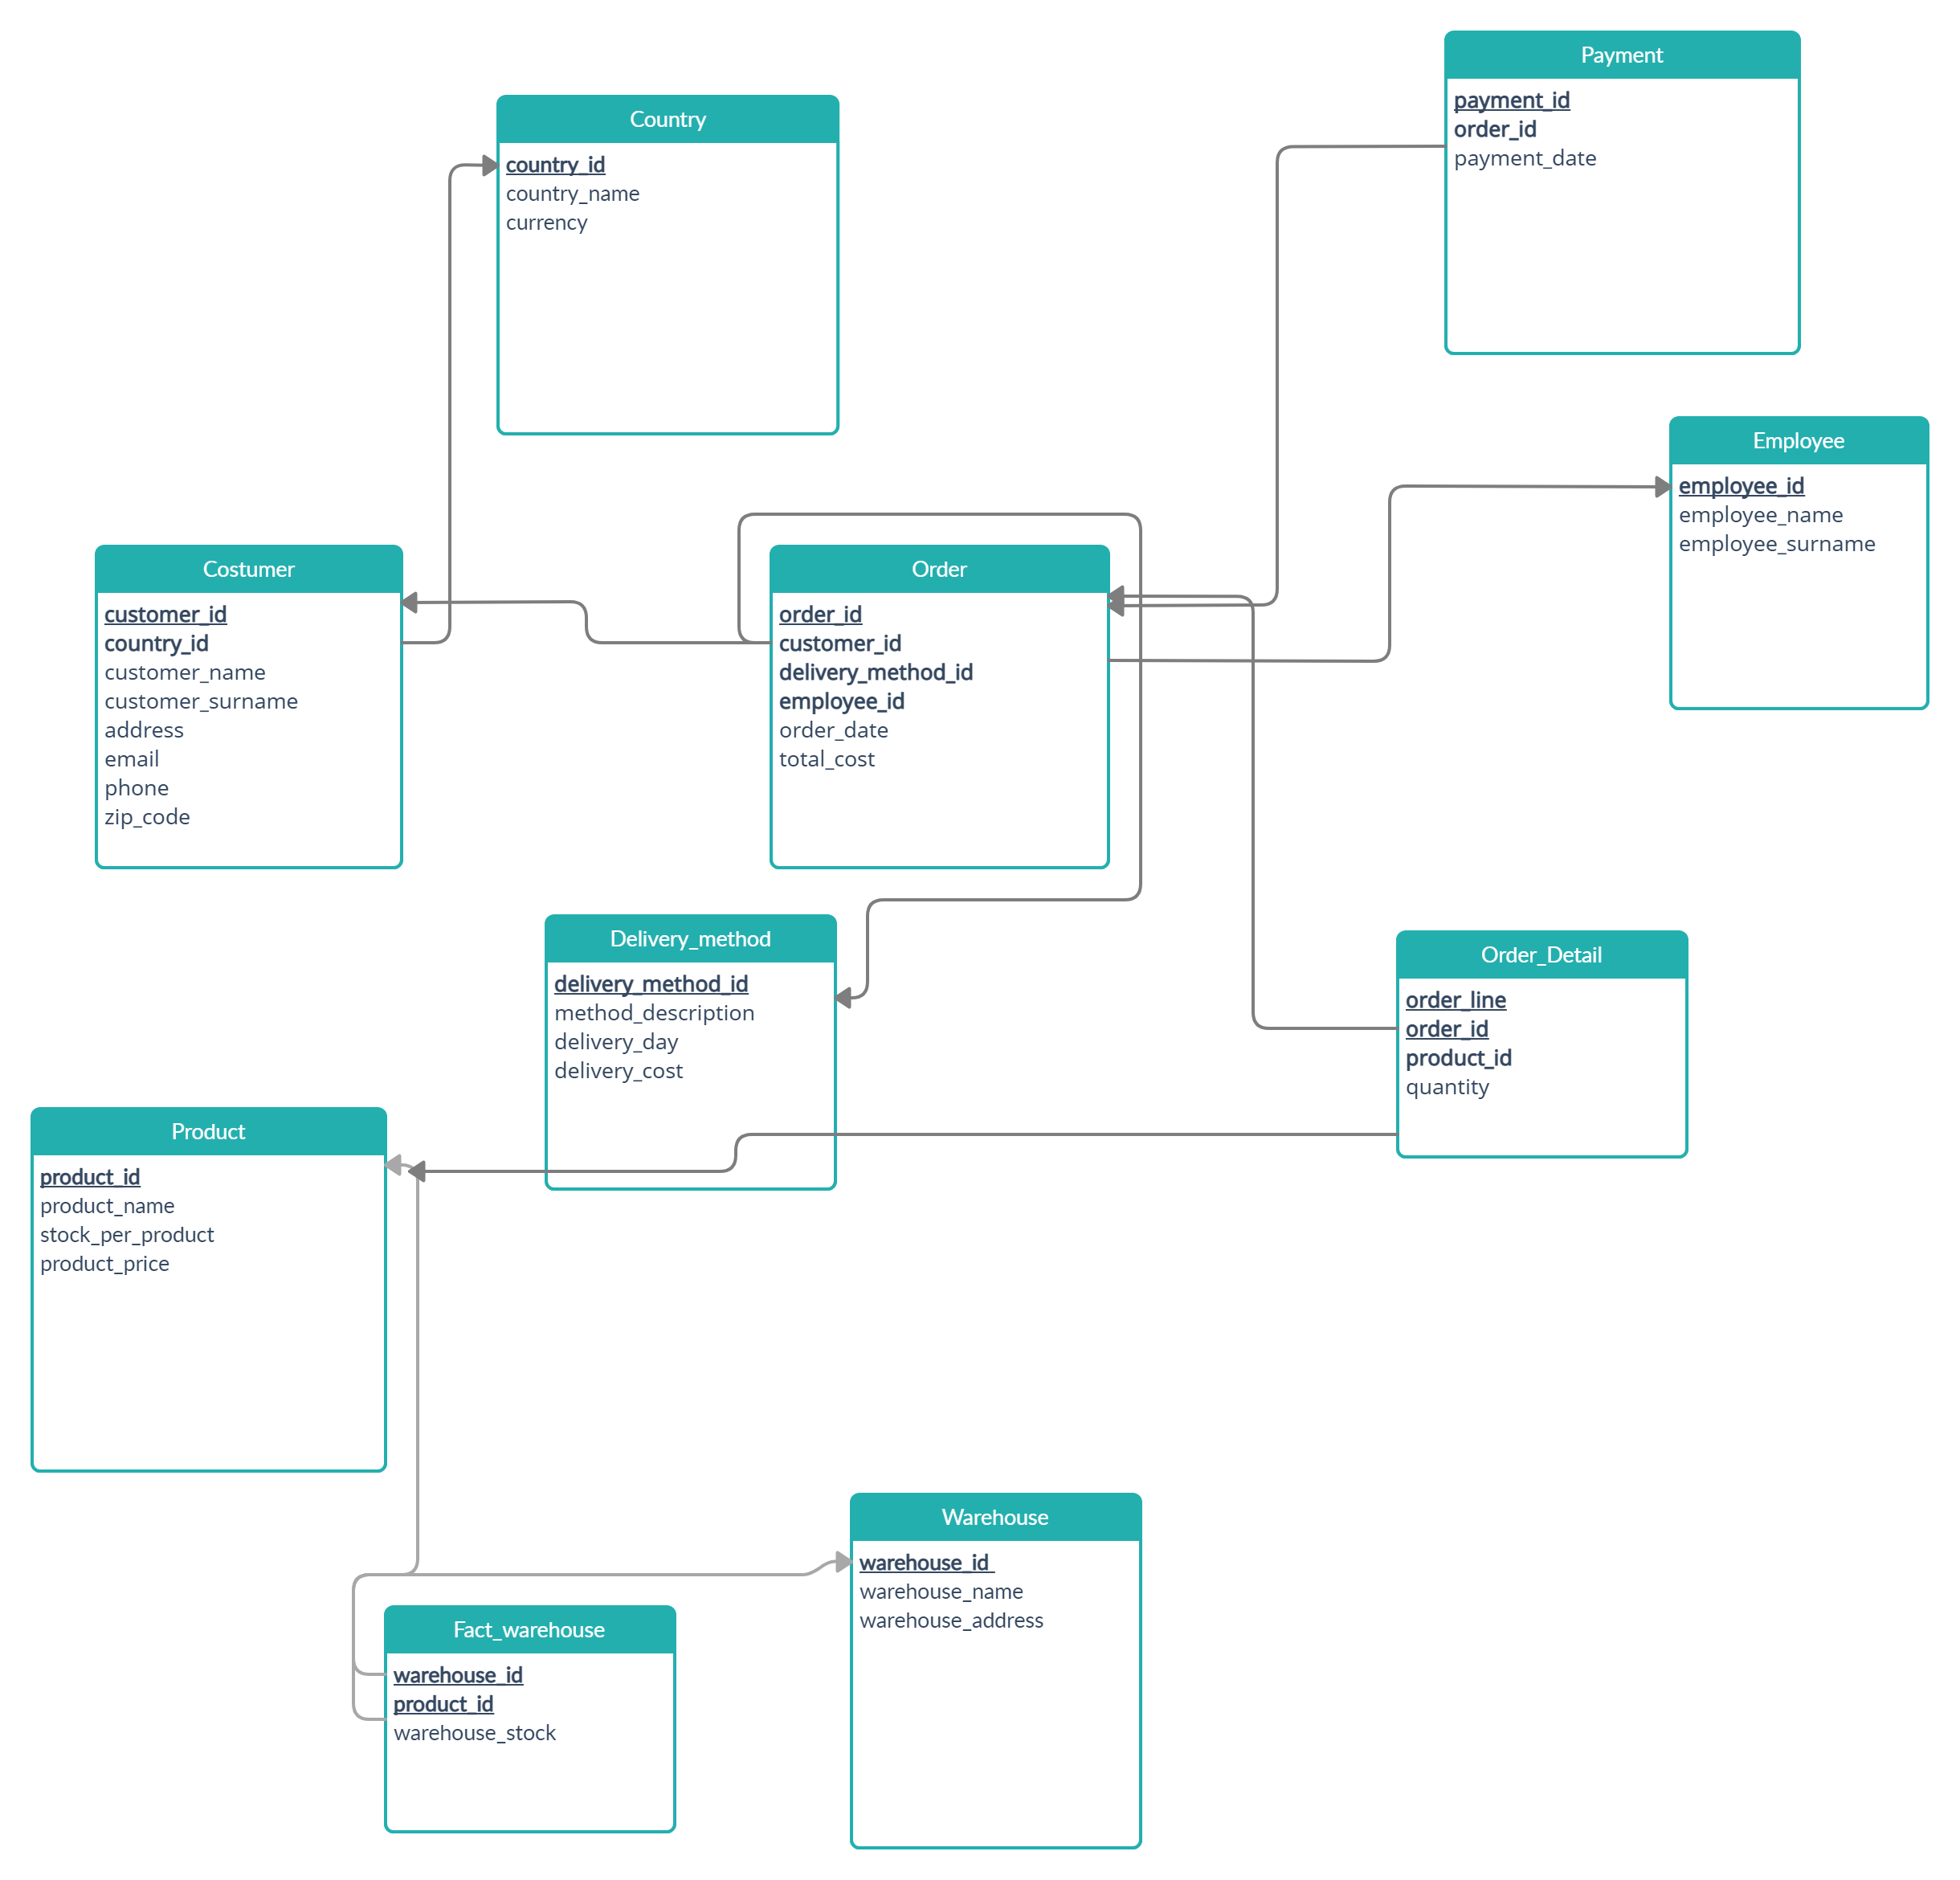 Payment
payment_id
order_id
payment_date
Country
country_id
country_name
currency
Employee
employee_id
employee_name
employee_surname
Costumer
customer_id
country_id
customer_name
customer_surname
address
email
phone
zip_code
Order
order_id
customer_id
delivery_method_id
employee_id
order_date
total_cost
Delivery_method
delivery_method_id
method_description
delivery_day
delivery_cost
Order_Detail
order_line
order_id
product_id
quantity
Product
product_id
product_name
stock_per_product
product_price
Warehouse
warehouse_id
warehouse_name
warehouse_address
Fact_warehouse
warehouse_id
product_id
warehouse_stock